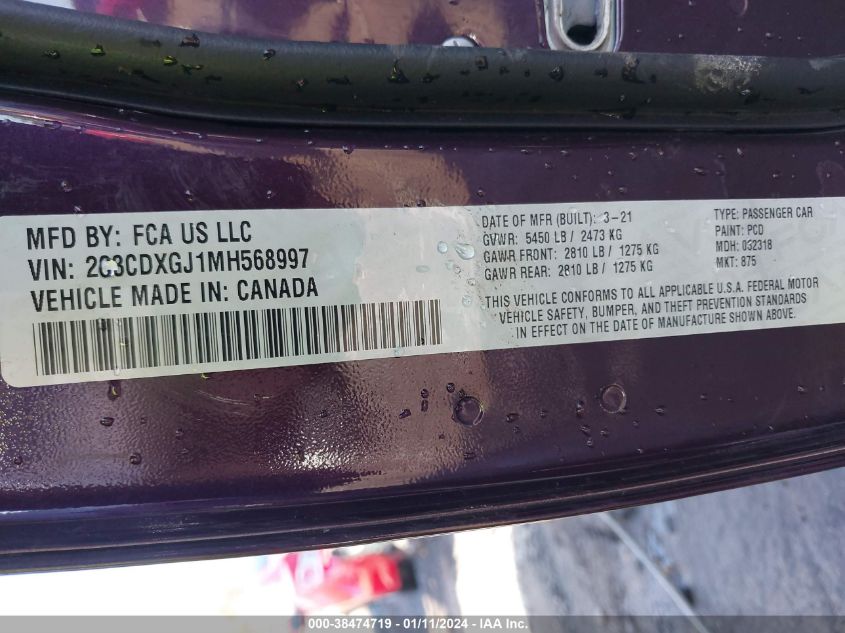 MFD BY: FCA US LLC
VIN: 2C3CDXGJ1MH568997
VEHICLE MADE IN: CANADA
DATE OF MFR (BUILT): 3-21
GVWR: 5450 LB / 2473 KG
GAWR FRONT: 2810 LB / 1275 KG
GAWR REAR: 2810 LB / 1275 KG
TYPE: PASSENGER CAR
PAINT: PCD
MDH: 032318
MKT: 875
THIS VEHICLE CONFORMS TO ALL APPLICABLE U.S.A. FEDERAL MOTOR
VEHICLE SAFETY, BUMPER, AND THEFT PREVENTION STANDARDS
IN EFFECT ON THE DATE OF MANUFACTURE SHOWN ABOVE.
000-38474719 - 01/11/2024 - IAA Inc.